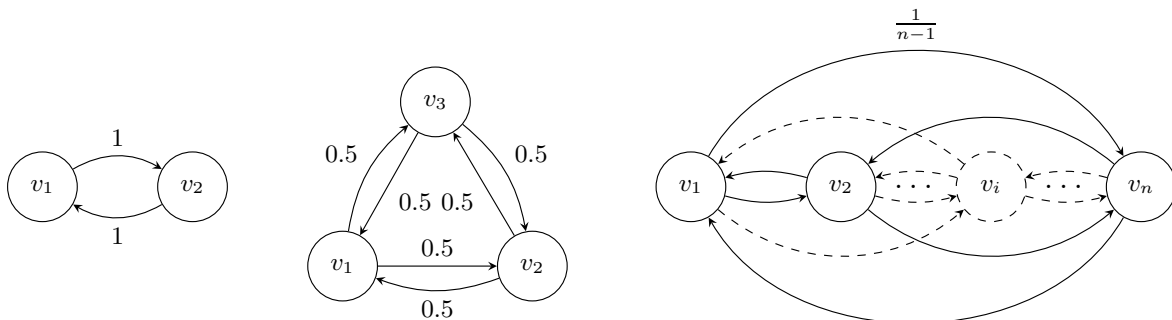 1
v₁ v₂
1
v₃
0.5 0.5
0.5 0.5
v₁ 0.5 v₂
0.5
1/(n−1)
v₁ v₂ ··· vᵢ ··· vₙ